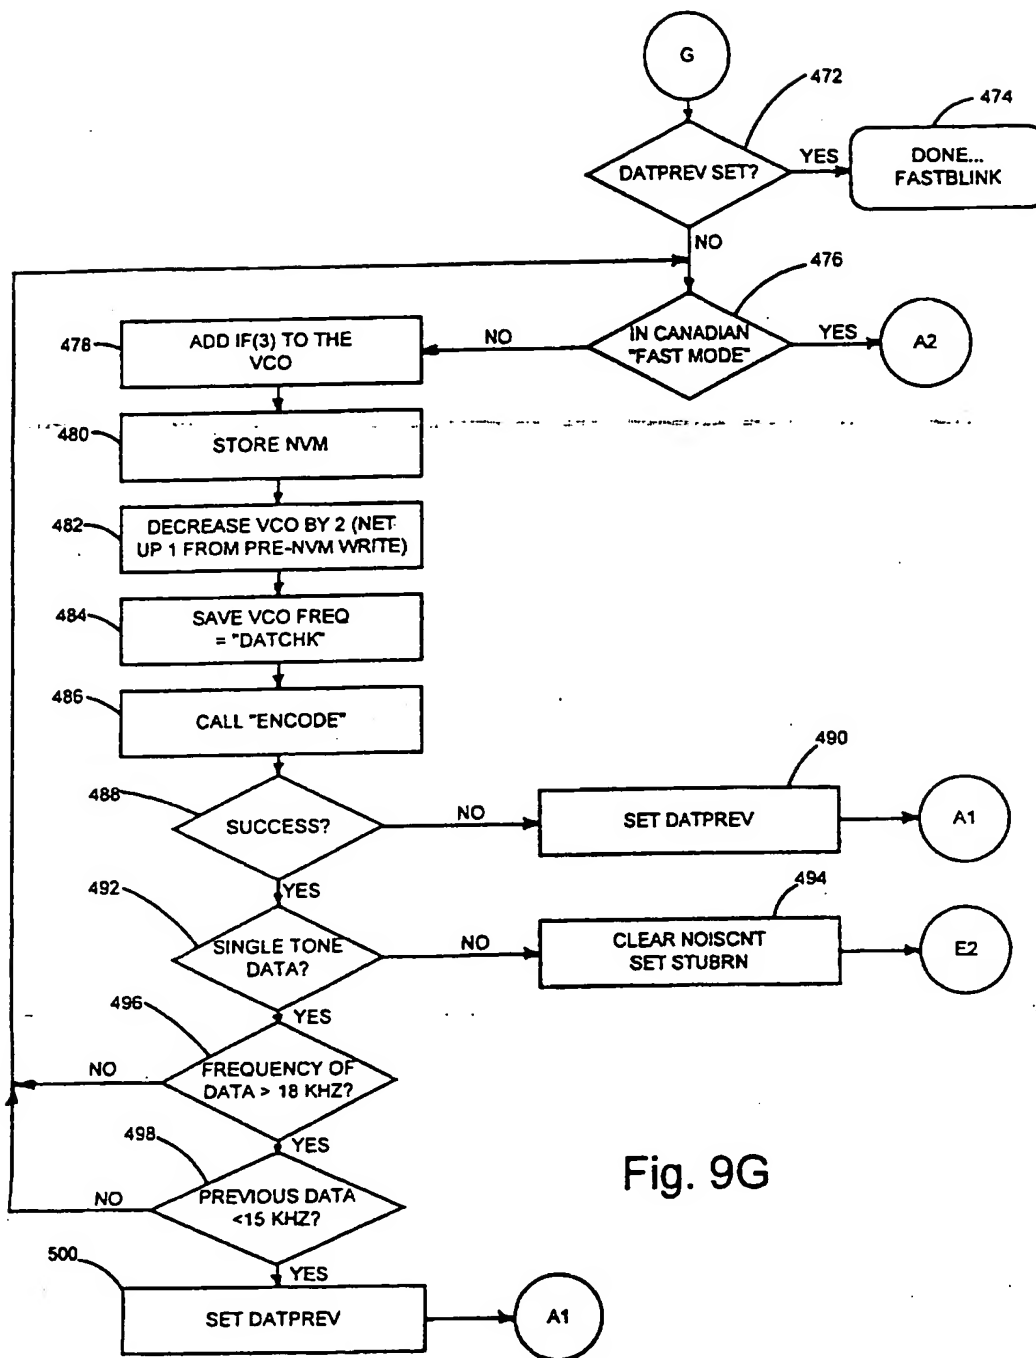 G
472
DATPREV SET?
YES
474
DONE...
FASTBLINK
NO
476
IN CANADIAN
"FAST MODE"
YES
A2
NO
478
ADD IF(3) TO THE
VCO
480
STORE NVM
482
DECREASE VCO BY 2 (NET
UP 1 FROM PRE-NVM WRITE)
484
SAVE VCO FREQ
= "DATCHK"
486
CALL "ENCODE"
488
SUCCESS?
NO
490
SET DATPREV
A1
YES
492
SINGLE TONE
DATA?
NO
494
CLEAR NOISCNT
SET STUBRN
E2
YES
496
FREQUENCY OF
DATA > 18 KHZ?
NO
YES
498
PREVIOUS DATA
<15 KHZ?
NO
YES
500
SET DATPREV
A1
Fig. 9G